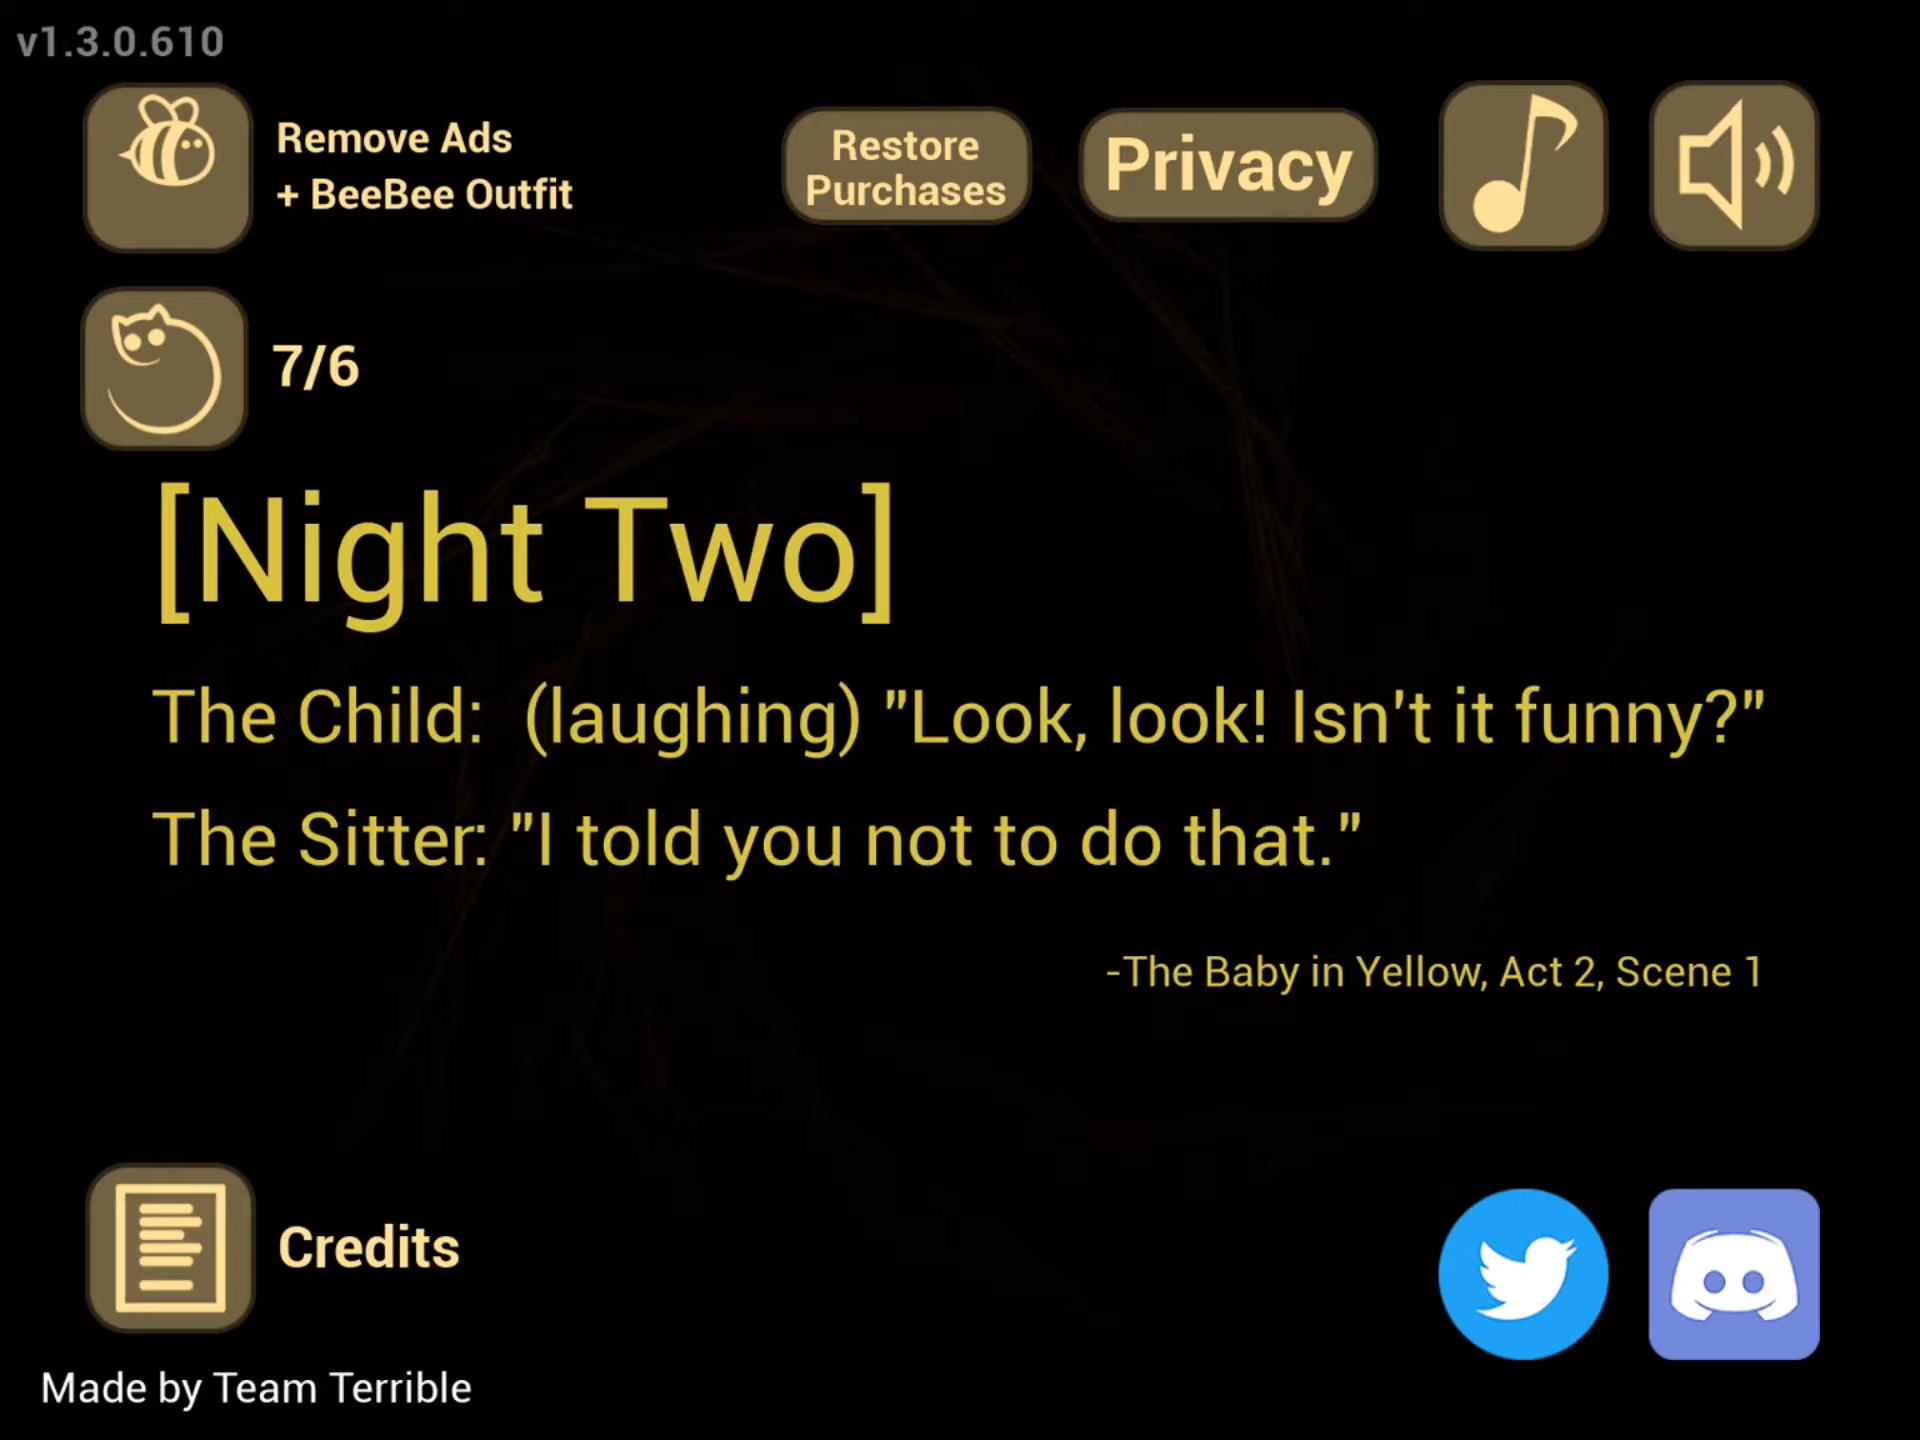 v1.3.0.610
Remove Ads
+ BeeBee Outfit
Restore
Purchases
Privacy
7/6
[Night Two]
The Child:  (laughing) "Look, look! Isn't it funny?"
The Sitter: "I told you not to do that."
-The Baby in Yellow, Act 2, Scene 1
Credits
Made by Team Terrible